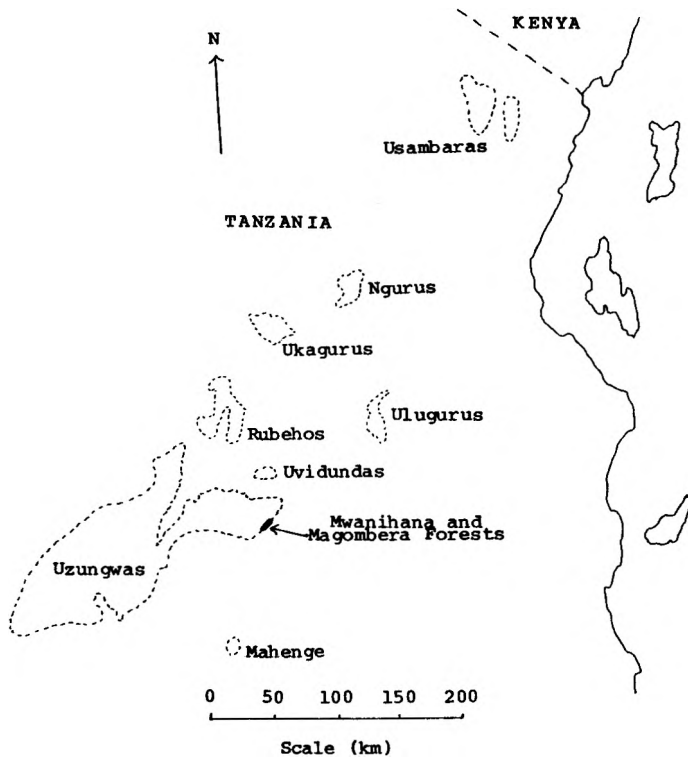 KENYA
N
Usambaras
TANZANIA
Ngurus
Ukagurus
Rubehos
Ulugurus
Uvidundas
Mwanihana and
Magombera Forests
Uzungwas
Mahenge
0 50 100 150 200
Scale (km)